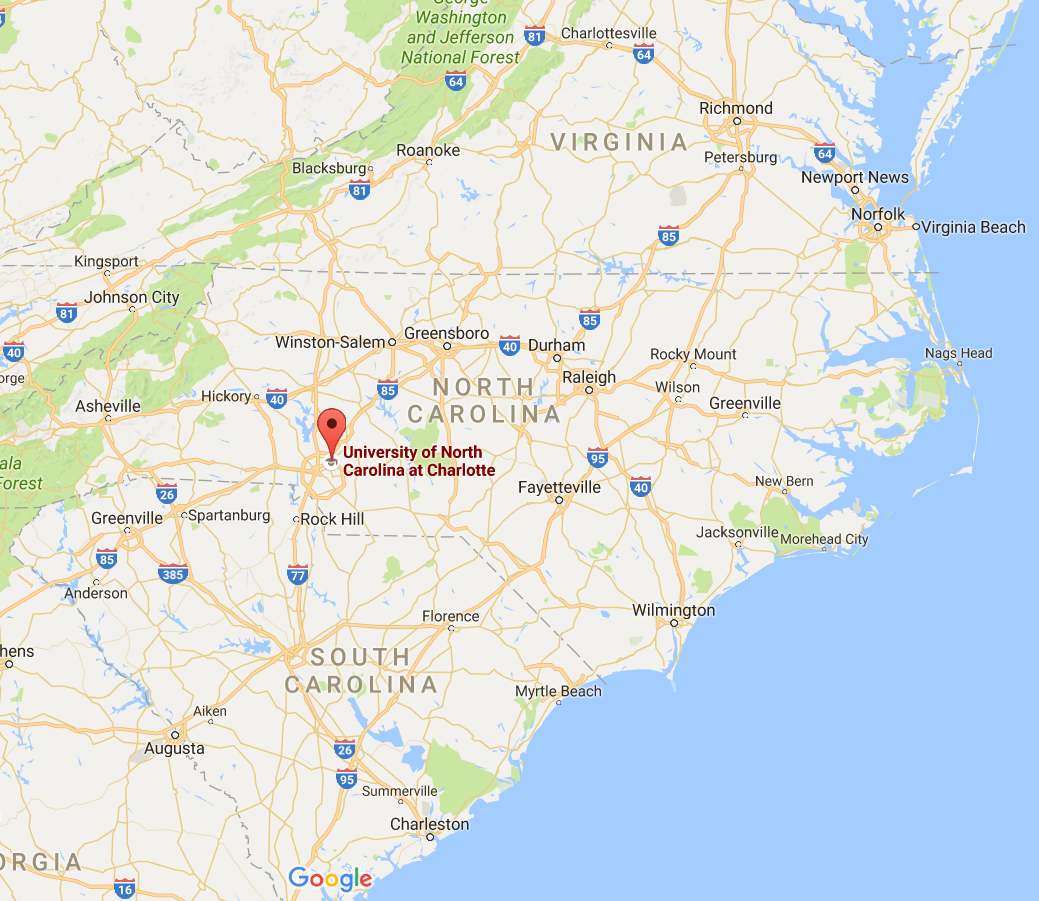 George
Washington
and Jefferson
National Forest
81
Charlottesville
64
64
Richmond
VIRGINIA
Roanoke
Petersburg
64
Blacksburg
81
Newport News
Norfolk
Virginia Beach
85
Kingsport
Johnson City
81
85
Greensboro
Winston-Salem
40
Durham
40
Rocky Mount
Nags Head
orge
Raleigh
85
NORTH
CAROLINA
Wilson
Hickory
40
Greenville
Asheville
University of North
Carolina at Charlotte
95
ala
Forest
New Bern
26
Fayetteville
40
Greenville
Spartanburg
Rock Hill
Jacksonville
Morehead City
85
385
77
Anderson
Florence
Wilmington
hens
SOUTH
CAROLINA
Myrtle Beach
Aiken
Augusta
26
95
Summerville
Charleston
ORGIA
Google
16